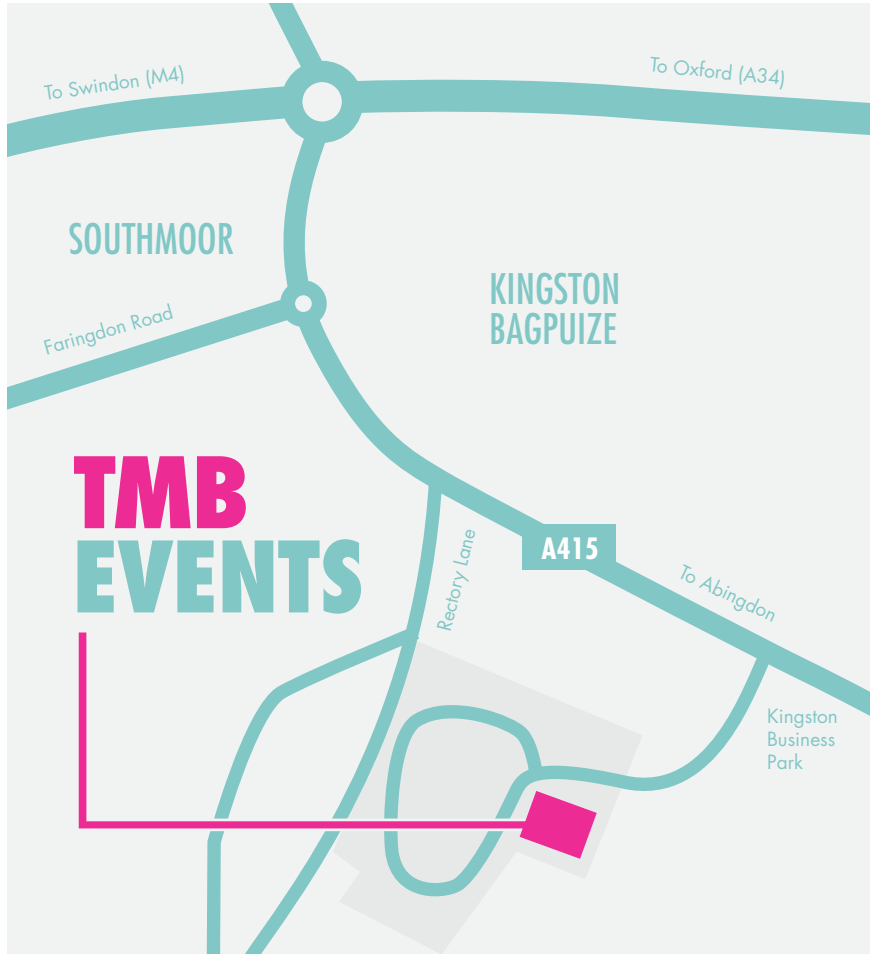 To Swindon (M4)
To Oxford (A34)
SOUTHMOOR
KINGSTON
BAGPUIZE
Faringdon Road
TMB
EVENTS
Rectory Lane
A415
To Abingdon
Kingston
Business
Park